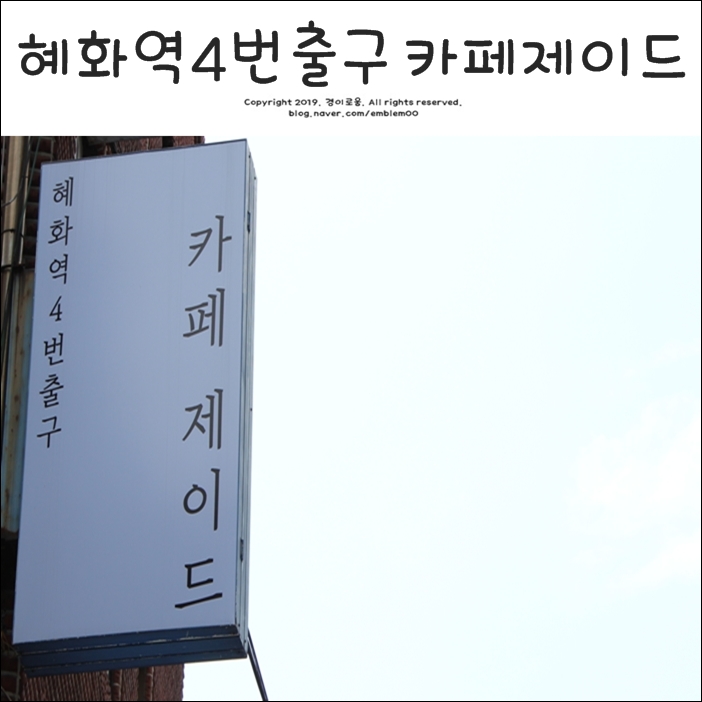 혜화역4번출구 카페제이드
Copyright 2019. 경이로움. All rights reserved.
blog.naver.com/emblem00
혜화역4번출구
카페 제이드